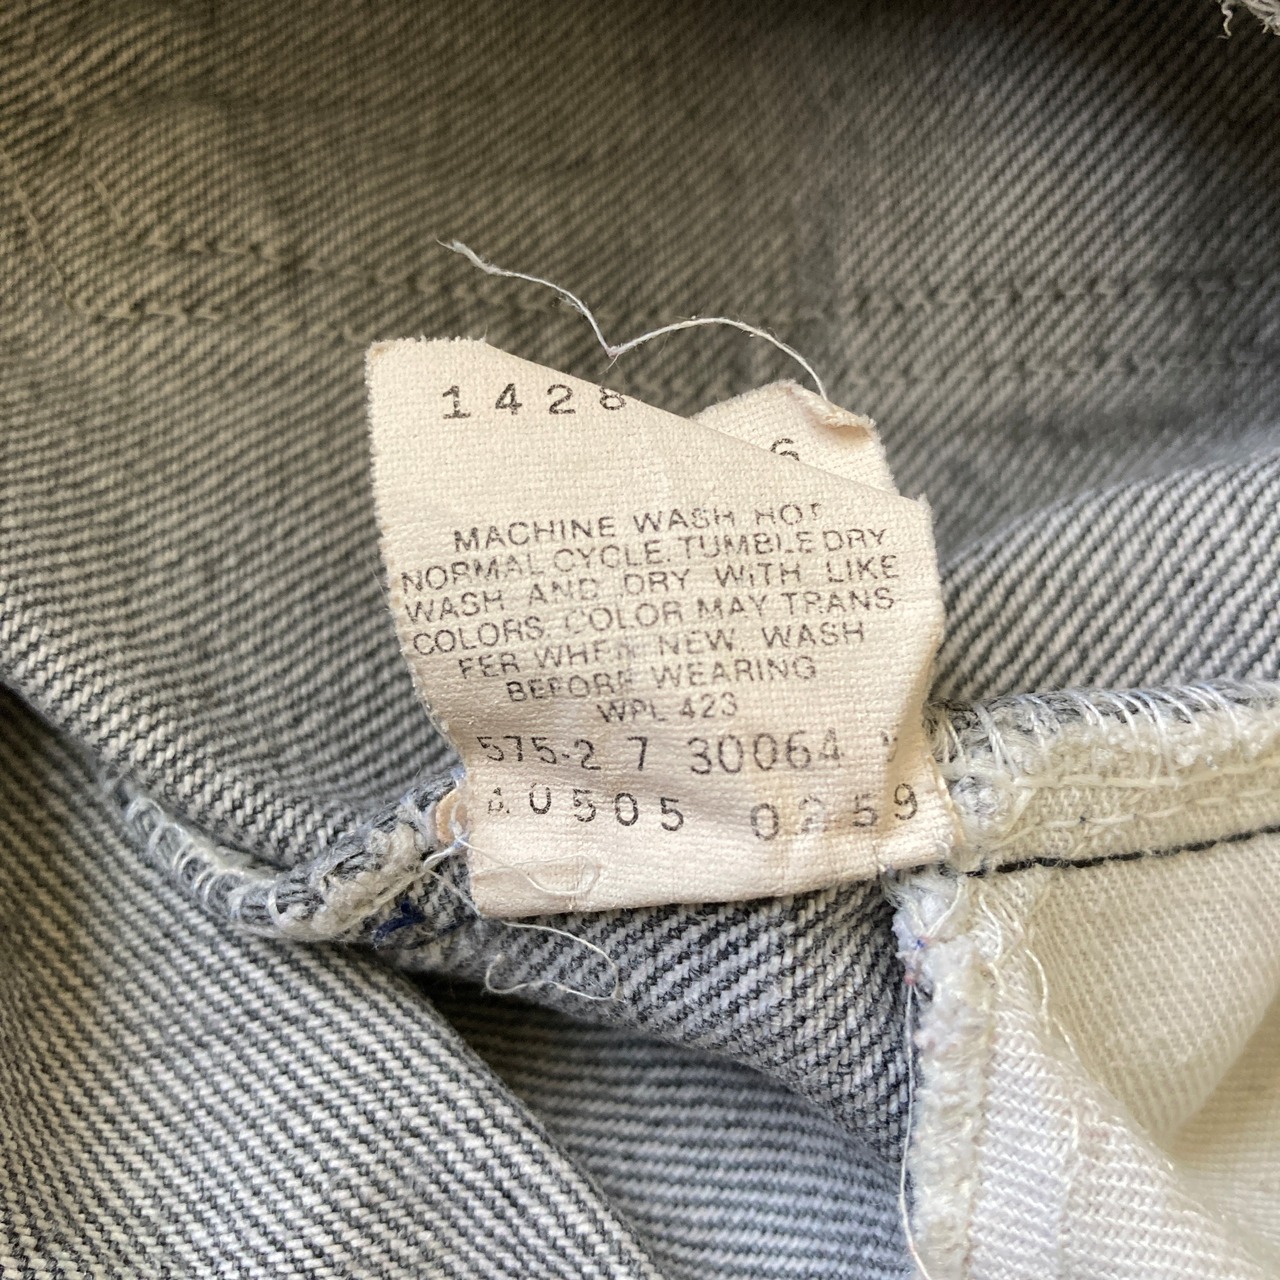 1428
6
MACHINE WASH HOT
NORMAL CYCLE. TUMBLE DRY
WASH AND DRY WITH LIKE
COLORS. COLOR MAY TRANS
FER WHEN NEW. WASH
BEFORE WEARING
WPL 423
575-2 7 30064
0505 0259